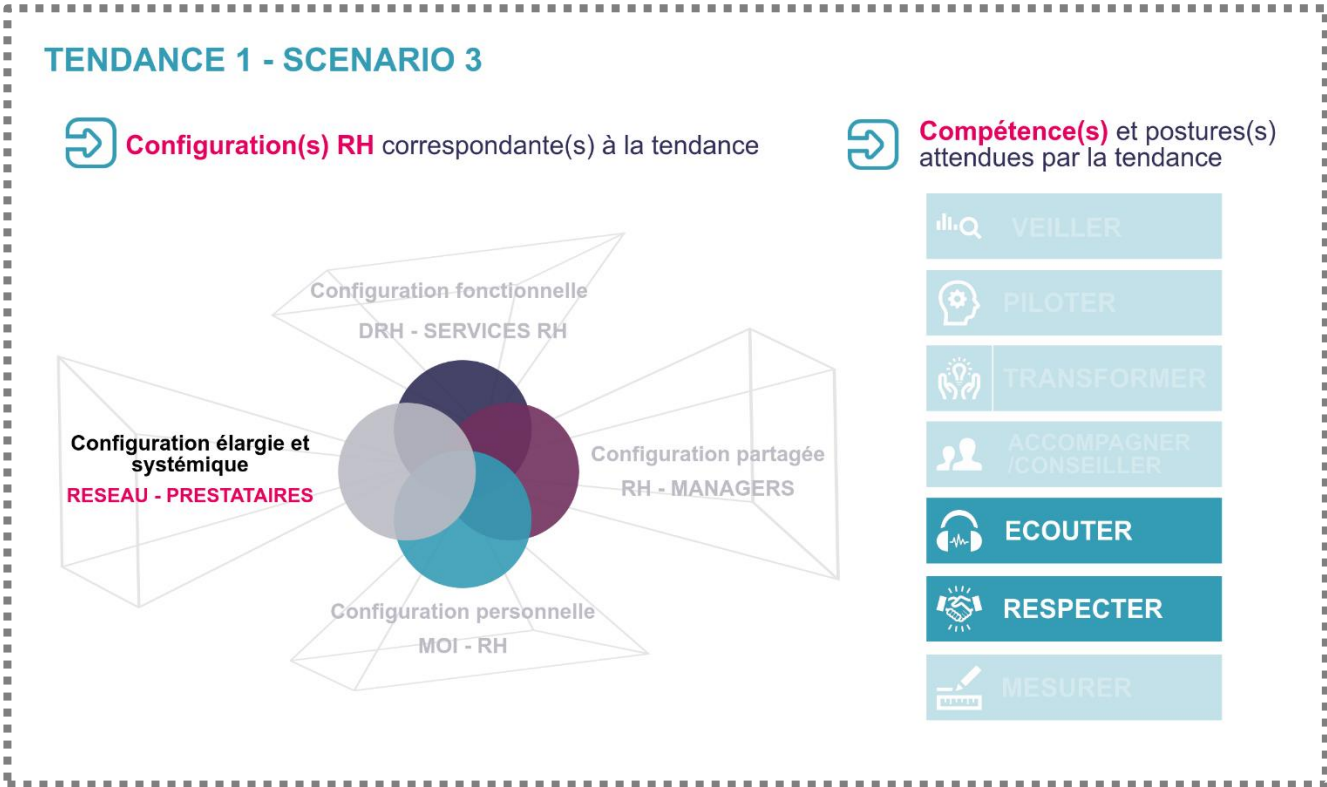 TENDANCE 1 - SCENARIO 3
Configuration(s) RH correspondante(s) à la tendance
Compétence(s) et postures(s)
attendues par la tendance
Configuration fonctionnelle
DRH - SERVICES RH
Configuration élargie et
systémique
RESEAU - PRESTATAIRES
Configuration partagée
RH - MANAGERS
Configuration personnelle
MOI - RH
VEILLER
PILOTER
TRANSFORMER
ACCOMPAGNER
/CONSEILLER
ECOUTER
RESPECTER
MESURER